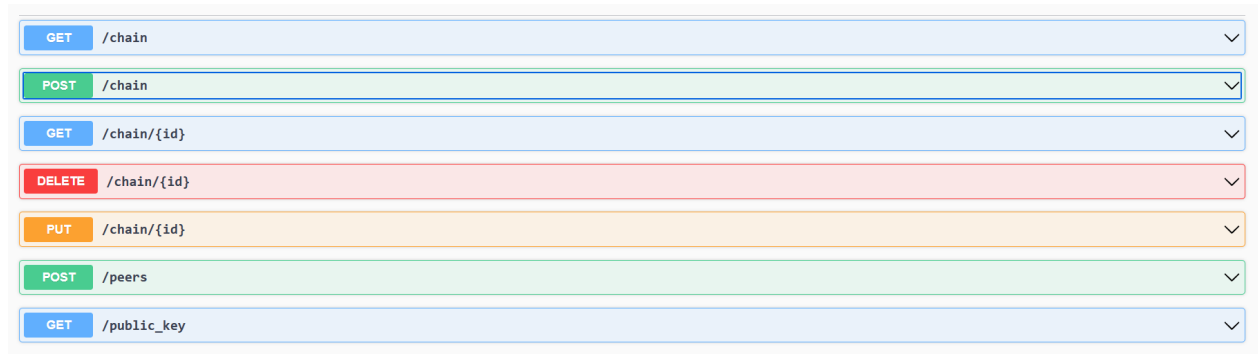 GET /chain
POST /chain
GET /chain/{id}
DELETE /chain/{id}
PUT /chain/{id}
POST /peers
GET /public_key